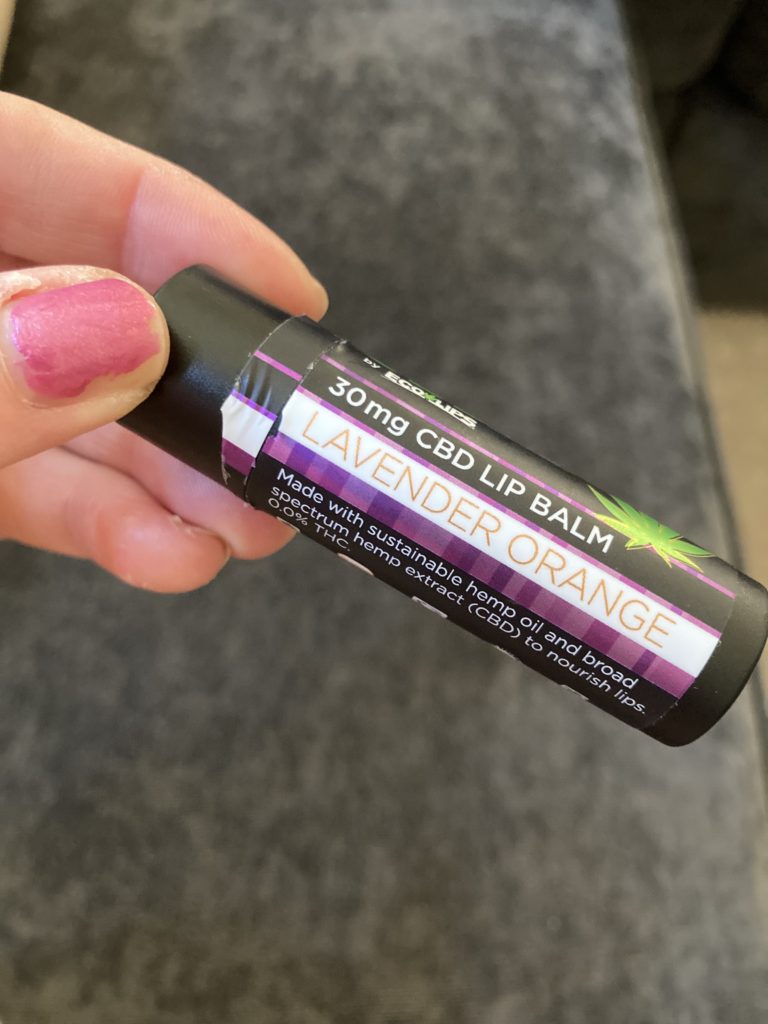 by ECO LIPS
30mg CBD LIP BALM
LAVENDER ORANGE
Made with sustainable hemp oil and broad
spectrum hemp extract (CBD) to nourish lips.
0.0% THC.